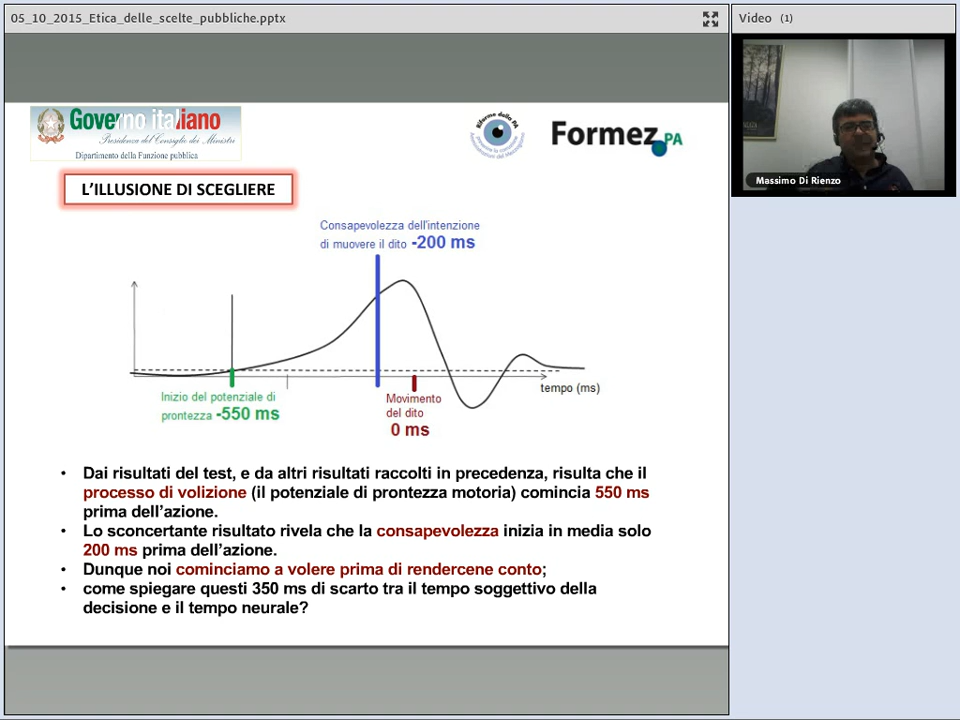 05_10_2015_Etica_delle_scelte_pubbliche.pptx
Video (1)
Governo italiano
Presidenza del Consiglio dei Ministri
Dipartimento della Funzione pubblica
Riforme della PA
Formez PA
Massimo Di Rienzo
L'ILLUSIONE DI SCEGLIERE
Consapevolezza dell'intenzione
di muovere il dito -200 ms
tempo (ms)
Inizio del potenziale di
prontezza -550 ms
Movimento
del dito
0 ms
• Dai risultati del test, e da altri risultati raccolti in precedenza, risulta che il
processo di volizione (il potenziale di prontezza motoria) comincia 550 ms
prima dell'azione.
• Lo sconcertante risultato rivela che la consapevolezza inizia in media solo
200 ms prima dell'azione.
• Dunque noi cominciamo a volere prima di rendercene conto;
• come spiegare questi 350 ms di scarto tra il tempo soggettivo della
decisione e il tempo neurale?